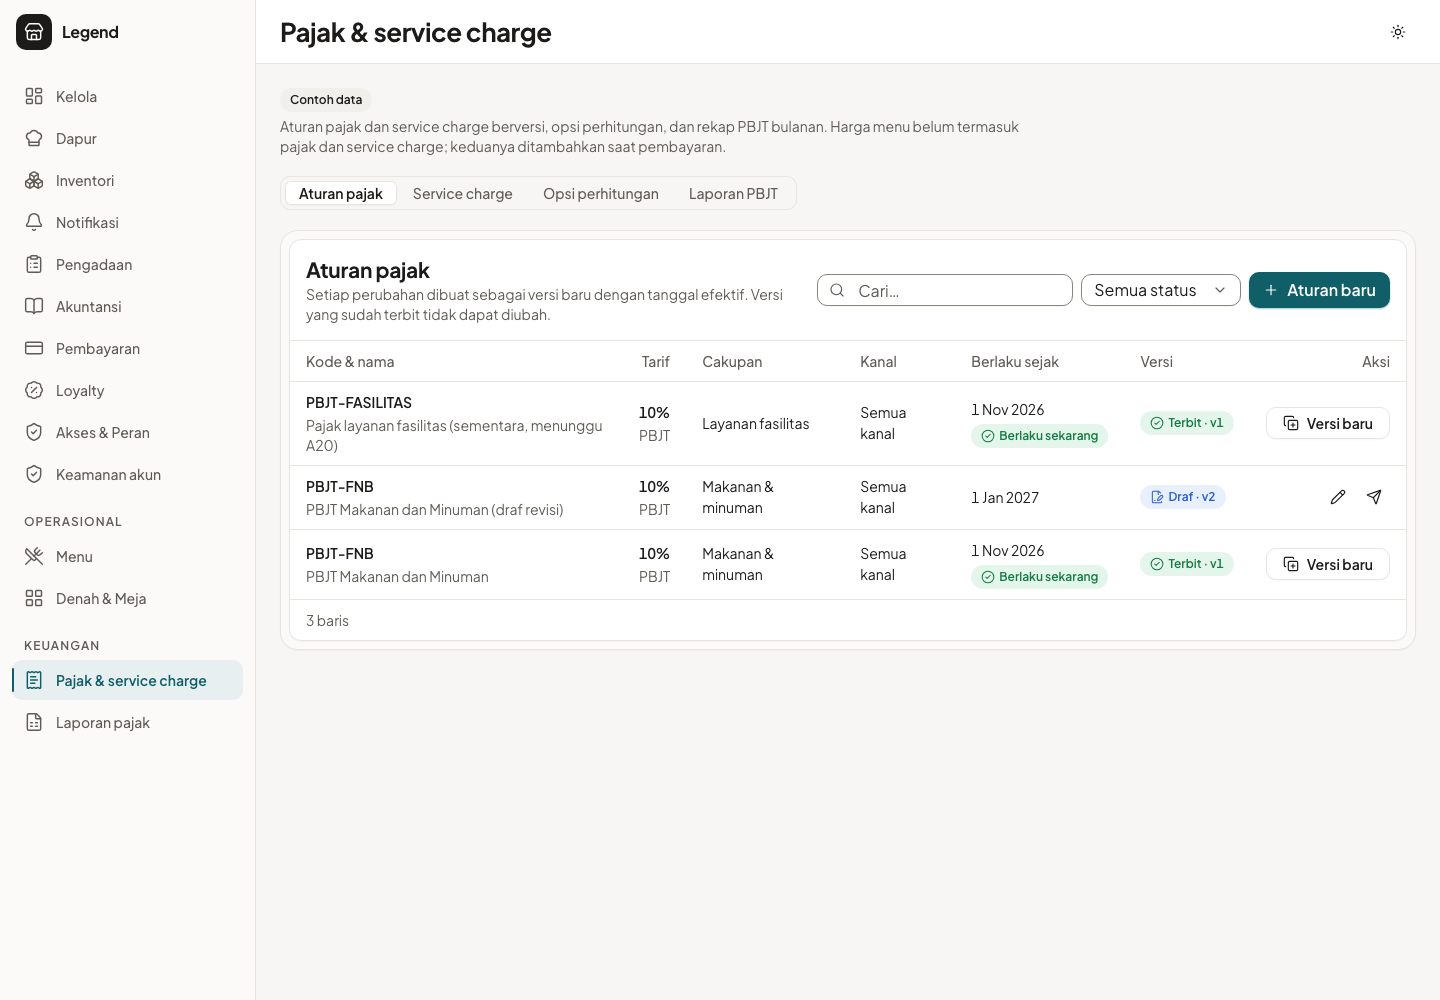 Legend
Pajak & service charge
Kelola
Dapur
Inventori
Notifikasi
Pengadaan
Akuntansi
Pembayaran
Loyalty
Akses & Peran
Keamanan akun
OPERASIONAL
Menu
Denah & Meja
KEUANGAN
Pajak & service charge
Laporan pajak
Contoh data
Aturan pajak dan service charge berversi, opsi perhitungan, dan rekap PBJT bulanan. Harga menu belum termasuk
pajak dan service charge; keduanya ditambahkan saat pembayaran.
Aturan pajak Service charge Opsi perhitungan Laporan PBJT
Aturan pajak
Setiap perubahan dibuat sebagai versi baru dengan tanggal efektif. Versi
yang sudah terbit tidak dapat diubah.
Cari... Semua status Aturan baru
Kode & nama Tarif Cakupan Kanal Berlaku sejak Versi Aksi
PBJT-FASILITAS
Pajak layanan fasilitas (sementara, menunggu
A20)
10%
PBJT
Layanan fasilitas
Semua
kanal
1 Nov 2026
Berlaku sekarang
Terbit · v1
Versi baru
PBJT-FNB
PBJT Makanan dan Minuman (draf revisi)
10%
PBJT
Makanan &
minuman
Semua
kanal
1 Jan 2027
Draf · v2
PBJT-FNB
PBJT Makanan dan Minuman
10%
PBJT
Makanan &
minuman
Semua
kanal
1 Nov 2026
Berlaku sekarang
Terbit · v1
Versi baru
3 baris